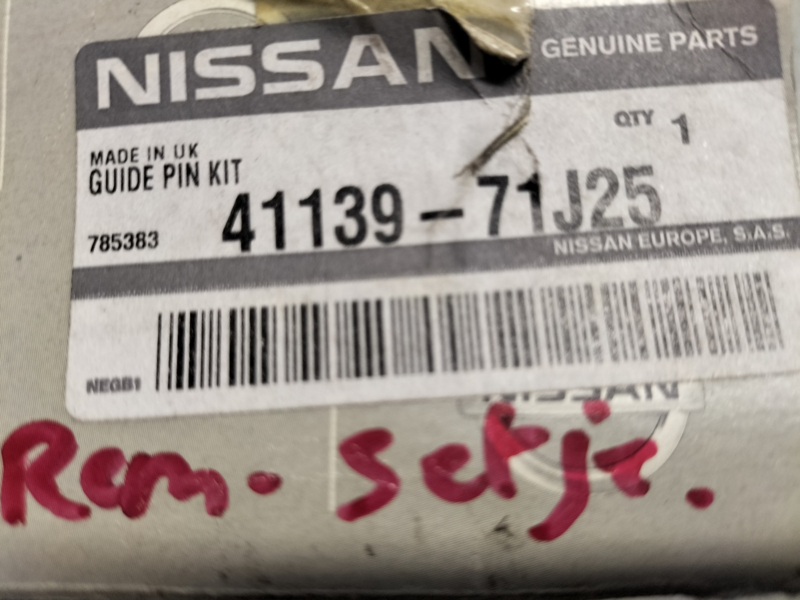 NISSAN GENUINE PARTS
QTY 1
MADE IN UK
GUIDE PIN KIT
785383 41139-71J25
NISSAN EUROPE, S.A.S.
NEGB1
NISSAN
Rem-setje.